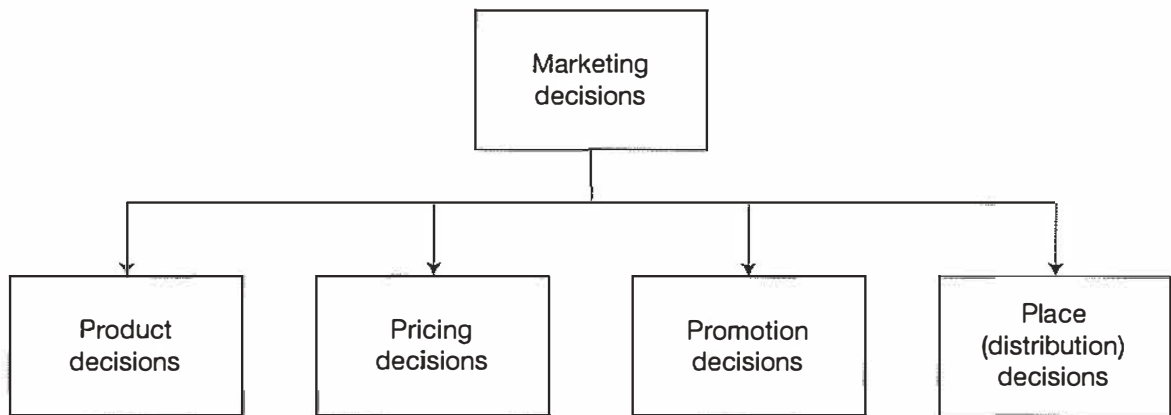 Marketing
decisions
Product
decisions
Pricing
decisions
Promotion
decisions
Place
(distribution)
decisions